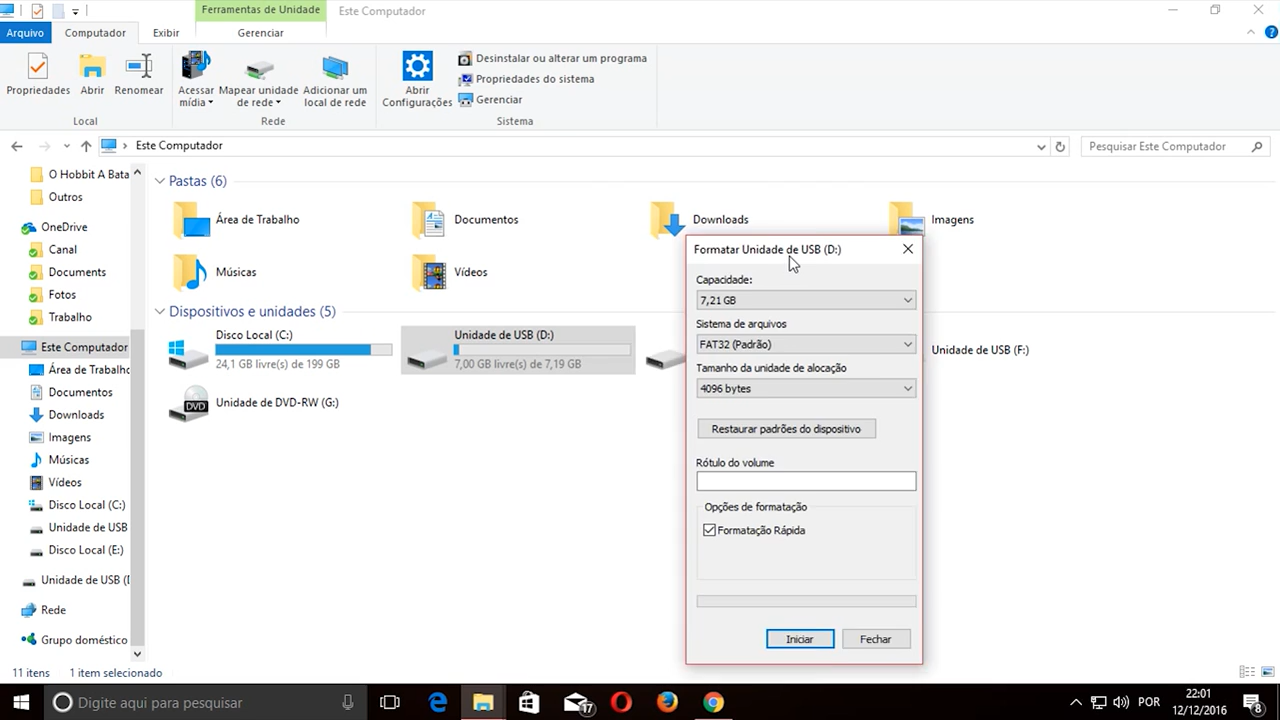 Ferramentas de Unidade
Este Computador
Arquivo
Computador
Exibir
Gerenciar
Propriedades
Abrir
Renomear
Acessar mídia
Mapear unidade de rede
Adicionar um local de rede
Abrir Configurações
Desinstalar ou alterar um programa
Propriedades do sistema
Gerenciar
Local
Rede
Sistema
Este Computador
Pesquisar Este Computador
O Hobbit A Bata
Outros
OneDrive
Canal
Documents
Fotos
Trabalho
Este Computador
Área de Trabalho
Documentos
Downloads
Imagens
Músicas
Vídeos
Disco Local (C:)
Unidade de USB
Disco Local (E:)
Unidade de USB (D
Rede
Grupo doméstico
Pastas (6)
Área de Trabalho
Documentos
Downloads
Imagens
Músicas
Vídeos
Dispositivos e unidades (5)
Disco Local (C:)
24,1 GB livre(s) de 199 GB
Unidade de USB (D:)
7,00 GB livre(s) de 7,19 GB
Unidade de USB (F:)
DVD
Unidade de DVD-RW (G:)
Formatar Unidade de USB (D:)
Capacidade:
7,21 GB
Sistema de arquivos
FAT32 (Padrão)
Tamanho da unidade de alocação
4096 bytes
Restaurar padrões do dispositivo
Rótulo do volume
Opções de formatação
Formatação Rápida
Iniciar
Fechar
11 itens
1 item selecionado
Digite aqui para pesquisar
17
POR
22:01
12/12/2016
8